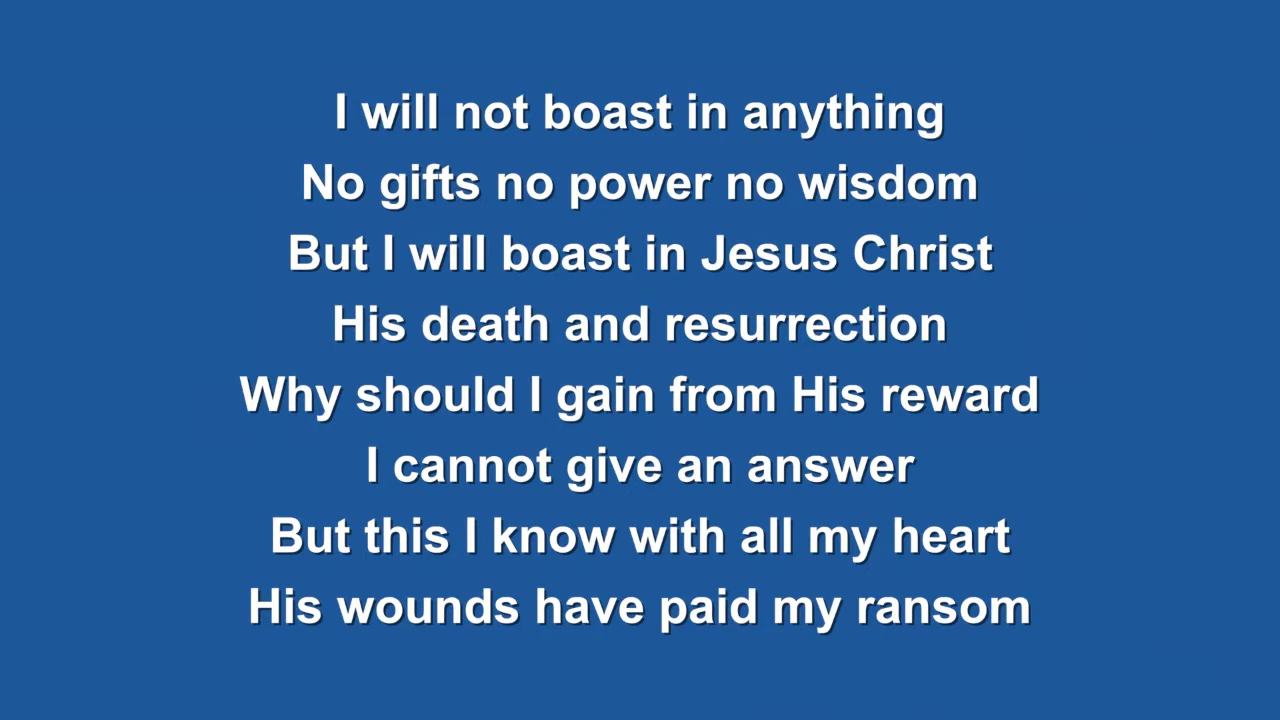 I will not boast in anything
No gifts no power no wisdom
But I will boast in Jesus Christ
His death and resurrection
Why should I gain from His reward
I cannot give an answer
But this I know with all my heart
His wounds have paid my ransom